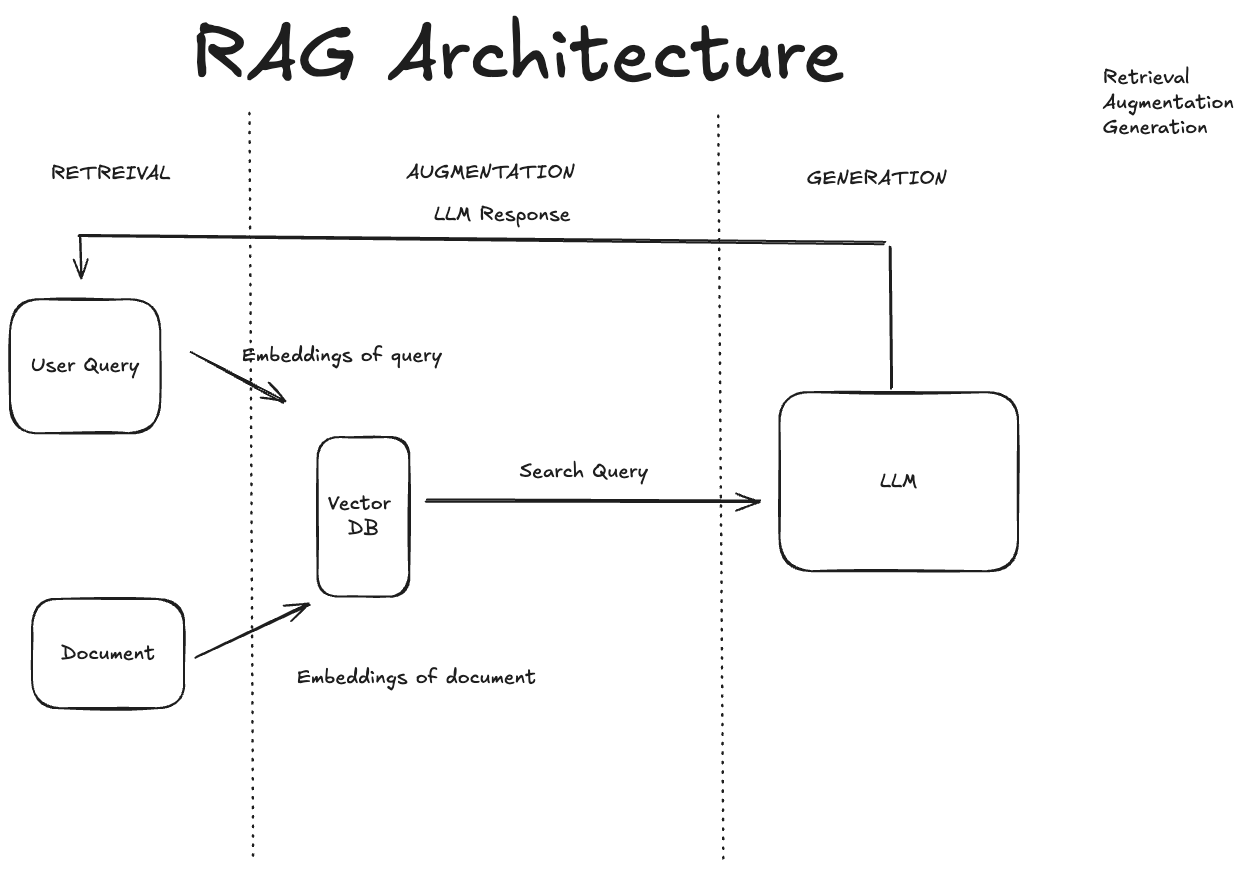 RAG Architecture
Retrieval
Augmentation
Generation
RETREIVAL
AUGMENTATION
GENERATION
LLM Response
User Query
Embeddings of query
Search Query
LLM
Vector
DB
Document
Embeddings of document